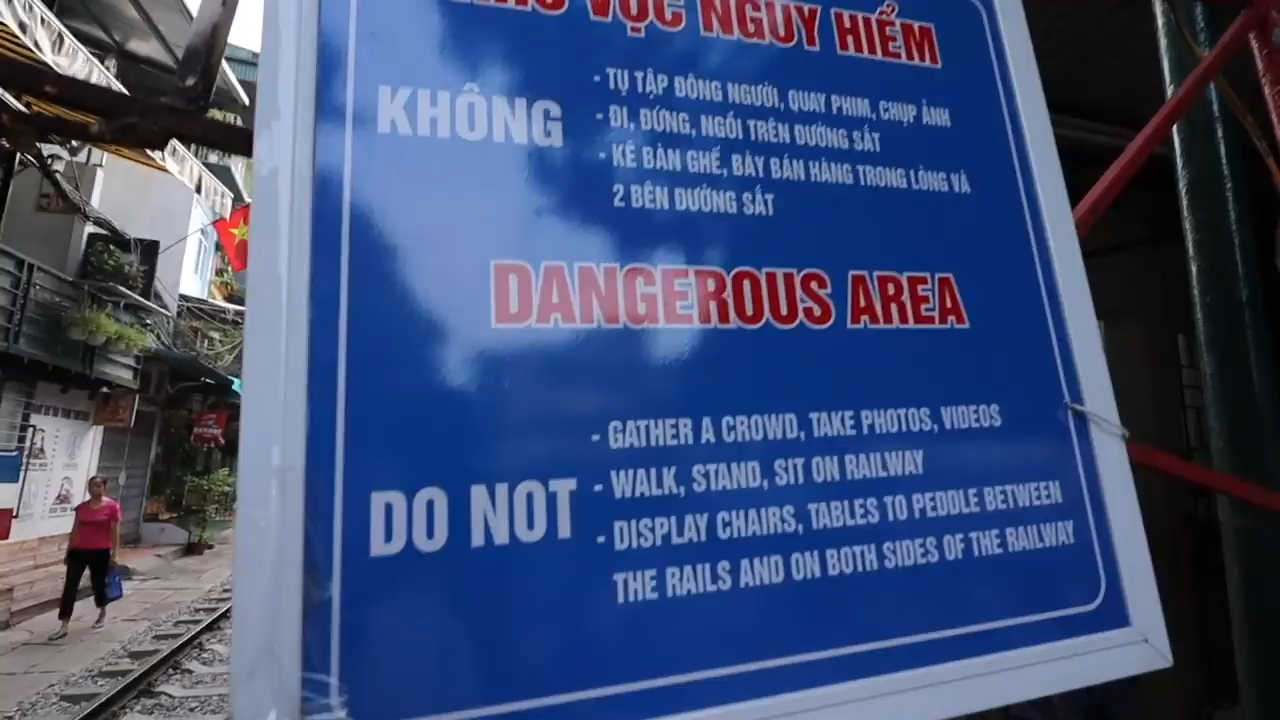 VỰC NGUY HIỂM
KHÔNG
- TỤ TẬP ĐÔNG NGƯỜI, QUAY PHIM, CHỤP ẢNH
- ĐI, ĐỨNG, NGỒI TRÊN ĐƯỜNG SẮT
- KÊ BÀN GHẾ, BÀY BÁN HÀNG TRONG LÒNG VÀ
2 BÊN ĐƯỜNG SẮT
DANGEROUS AREA
DO NOT
- GATHER A CROWD, TAKE PHOTOS, VIDEOS
- WALK, STAND, SIT ON RAILWAY
- DISPLAY CHAIRS, TABLES TO PEDDLE BETWEEN
THE RAILS AND ON BOTH SIDES OF THE RAILWAY